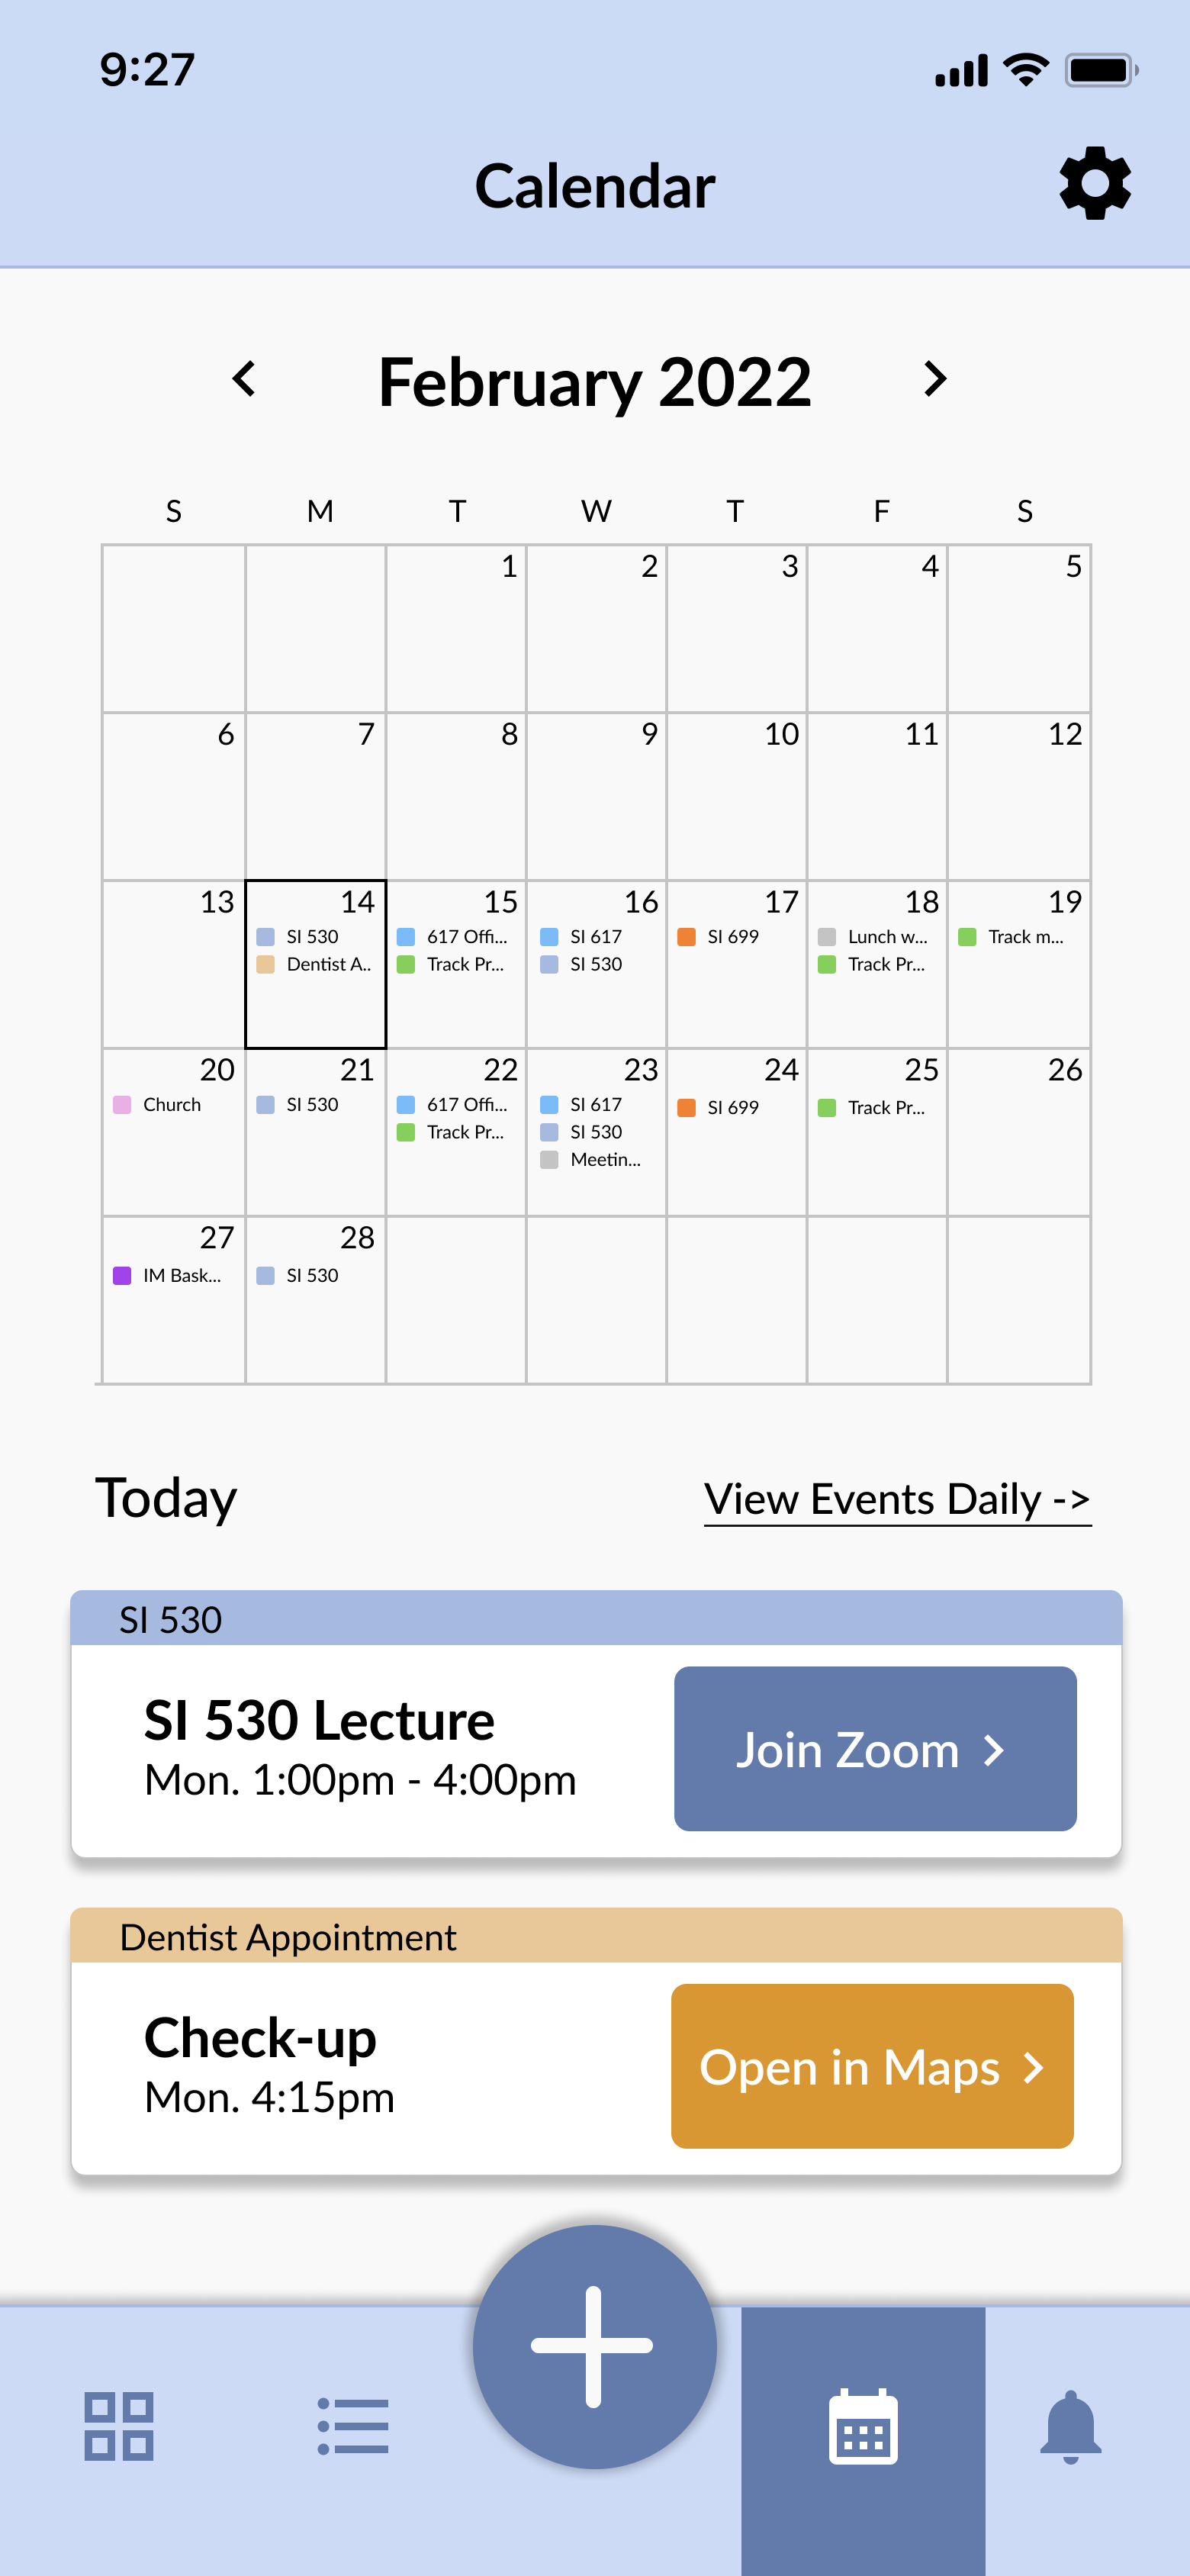 9:27
Calendar
February 2022
S M T W T F S
1 2 3 4 5
6 7 8 9 10 11 12
13 14 15 16 17 18 19
SI 530 617 Offi... SI 617 SI 699 Lunch w... Track m...
Dentist A.. Track Pr... SI 530 Track Pr...
20 21 22 23 24 25 26
Church SI 530 617 Offi... SI 617 SI 699 Track Pr...
Track Pr... SI 530
Meetin...
27 28
IM Bask... SI 530
Today View Events Daily ->
SI 530
SI 530 Lecture
Mon. 1:00pm - 4:00pm
Join Zoom
Dentist Appointment
Check-up
Mon. 4:15pm
Open in Maps